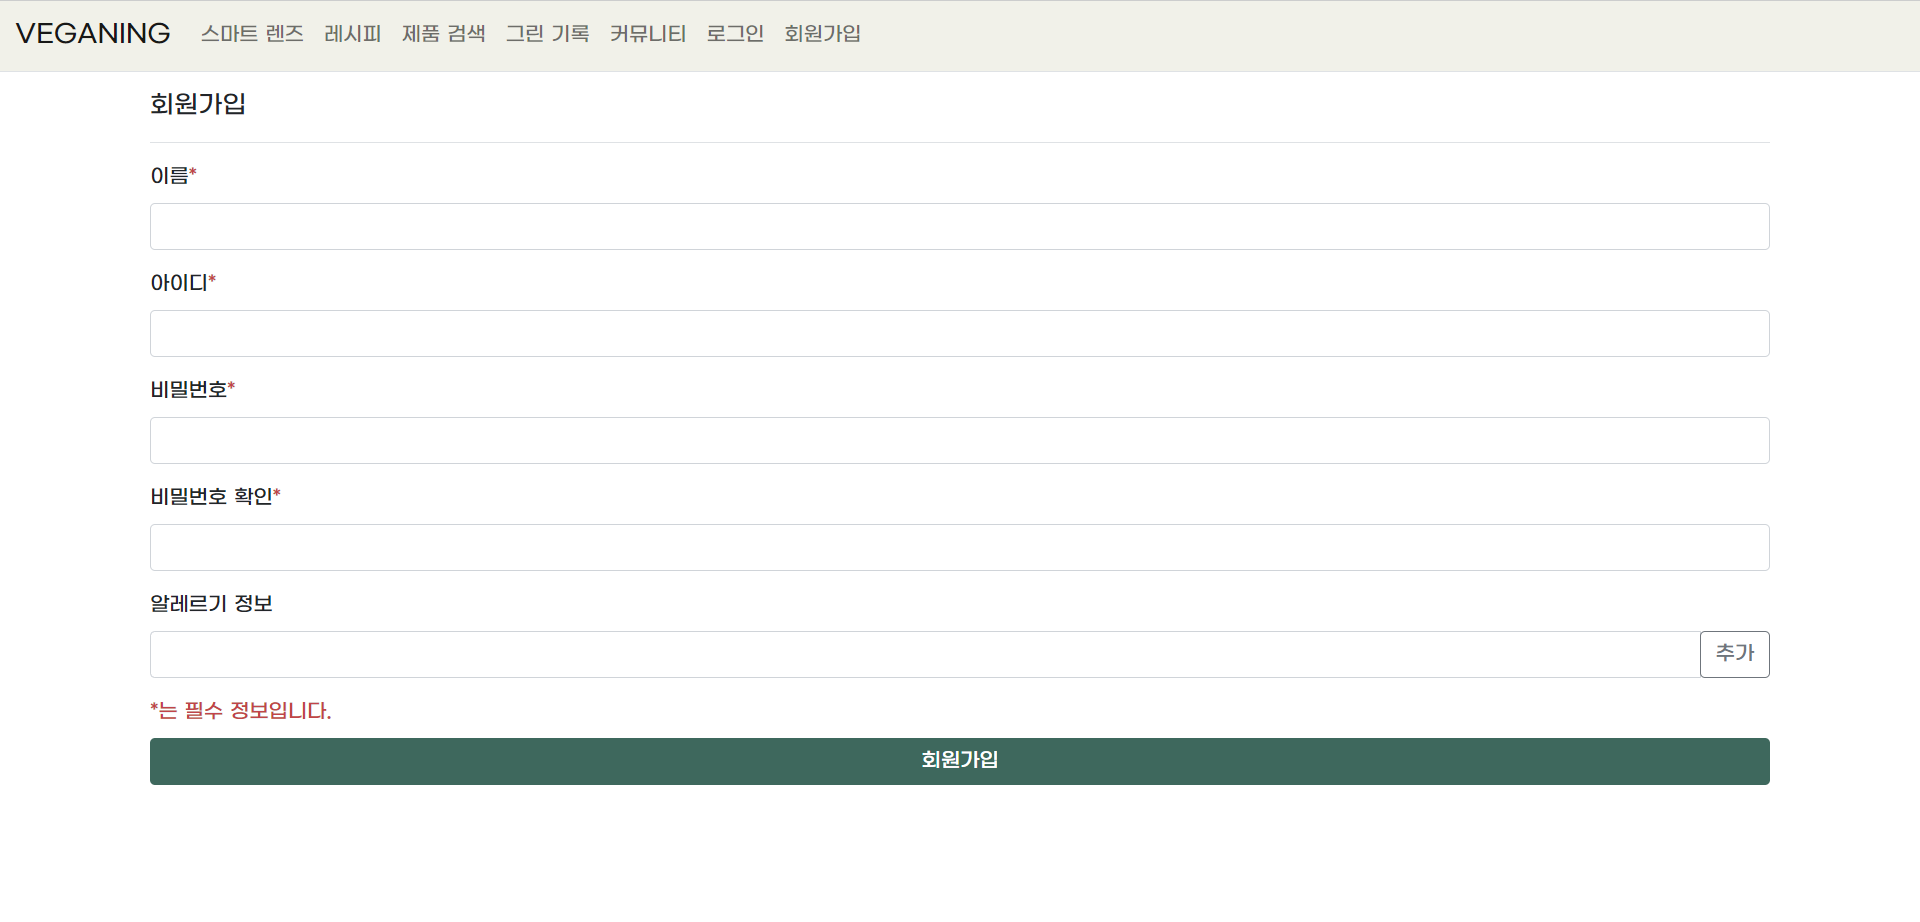 VEGANING 스마트 렌즈 레시피 제품 검색 그린 기록 커뮤니티 로그인 회원가입
회원가입
이름*
아이디*
비밀번호*
비밀번호 확인*
알레르기 정보
추가
*는 필수 정보입니다.
회원가입